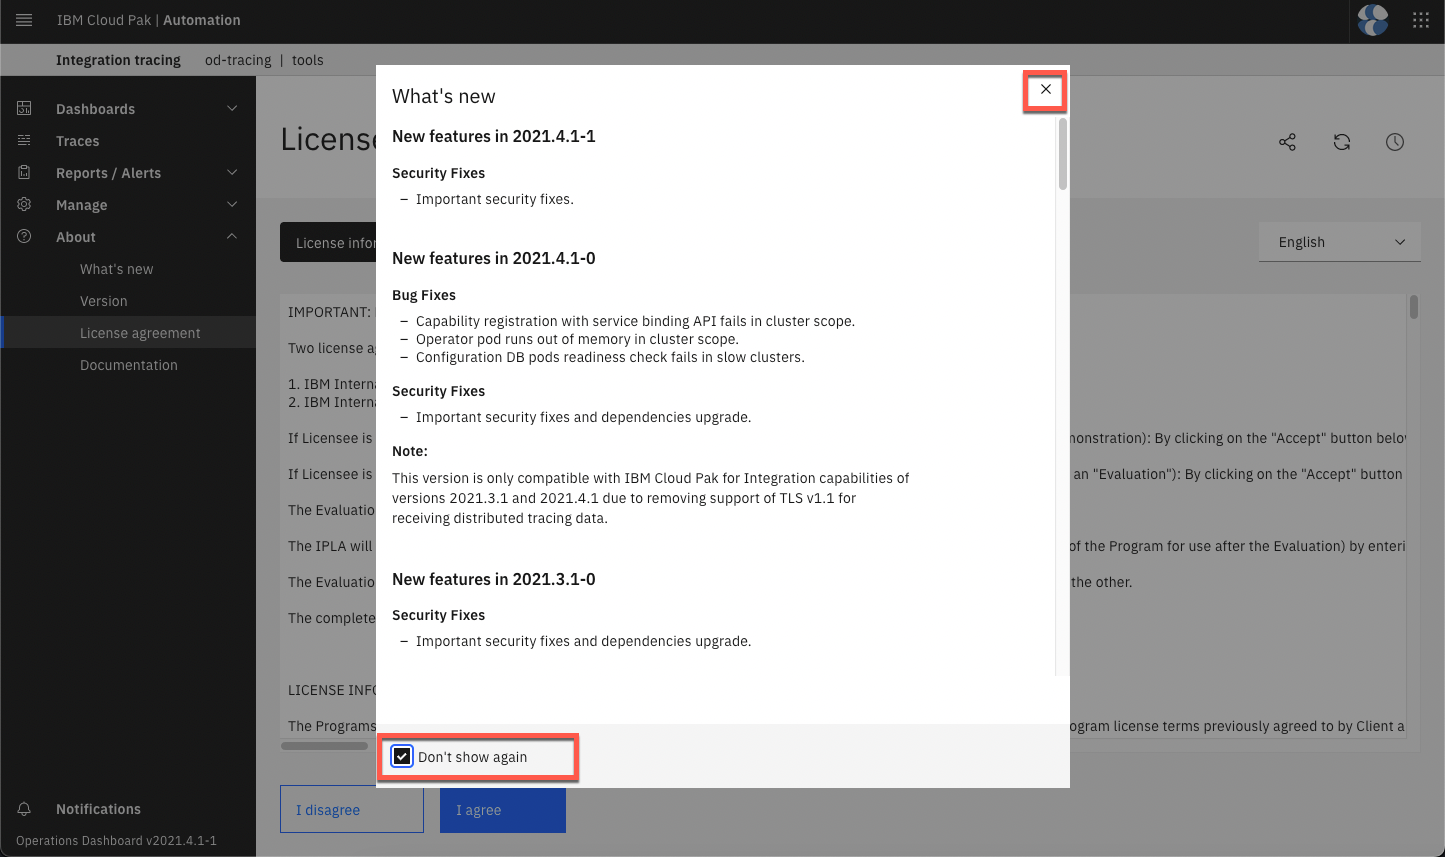 IBM Cloud Pak | Automation
Integration tracing od-tracing | tools
Dashboards
Traces
Reports / Alerts
Manage
About
What's new
Version
License agreement
Documentation
Notifications
Operations Dashboard v2021.4.1-1
License
License infor
English
IMPORTANT:
Two license a
1. IBM Interna
2. IBM Interna
If Licensee is
If Licensee is
The Evaluatio
The IPLA will
The Evaluatio
The complete
LICENSE INFO
The Programs
What's new
New features in 2021.4.1-1
Security Fixes
– Important security fixes.
New features in 2021.4.1-0
Bug Fixes
– Capability registration with service binding API fails in cluster scope.
– Operator pod runs out of memory in cluster scope.
– Configuration DB pods readiness check fails in slow clusters.
Security Fixes
– Important security fixes and dependencies upgrade.
Note:
This version is only compatible with IBM Cloud Pak for Integration capabilities of
versions 2021.3.1 and 2021.4.1 due to removing support of TLS v1.1 for
receiving distributed tracing data.
New features in 2021.3.1-0
Security Fixes
– Important security fixes and dependencies upgrade.
Don't show again
nonstration): By clicking on the "Accept" button belov
an "Evaluation"): By clicking on the "Accept" button
of the Program for use after the Evaluation) by enteri
the other.
ogram license terms previously agreed to by Client a
I disagree
I agree